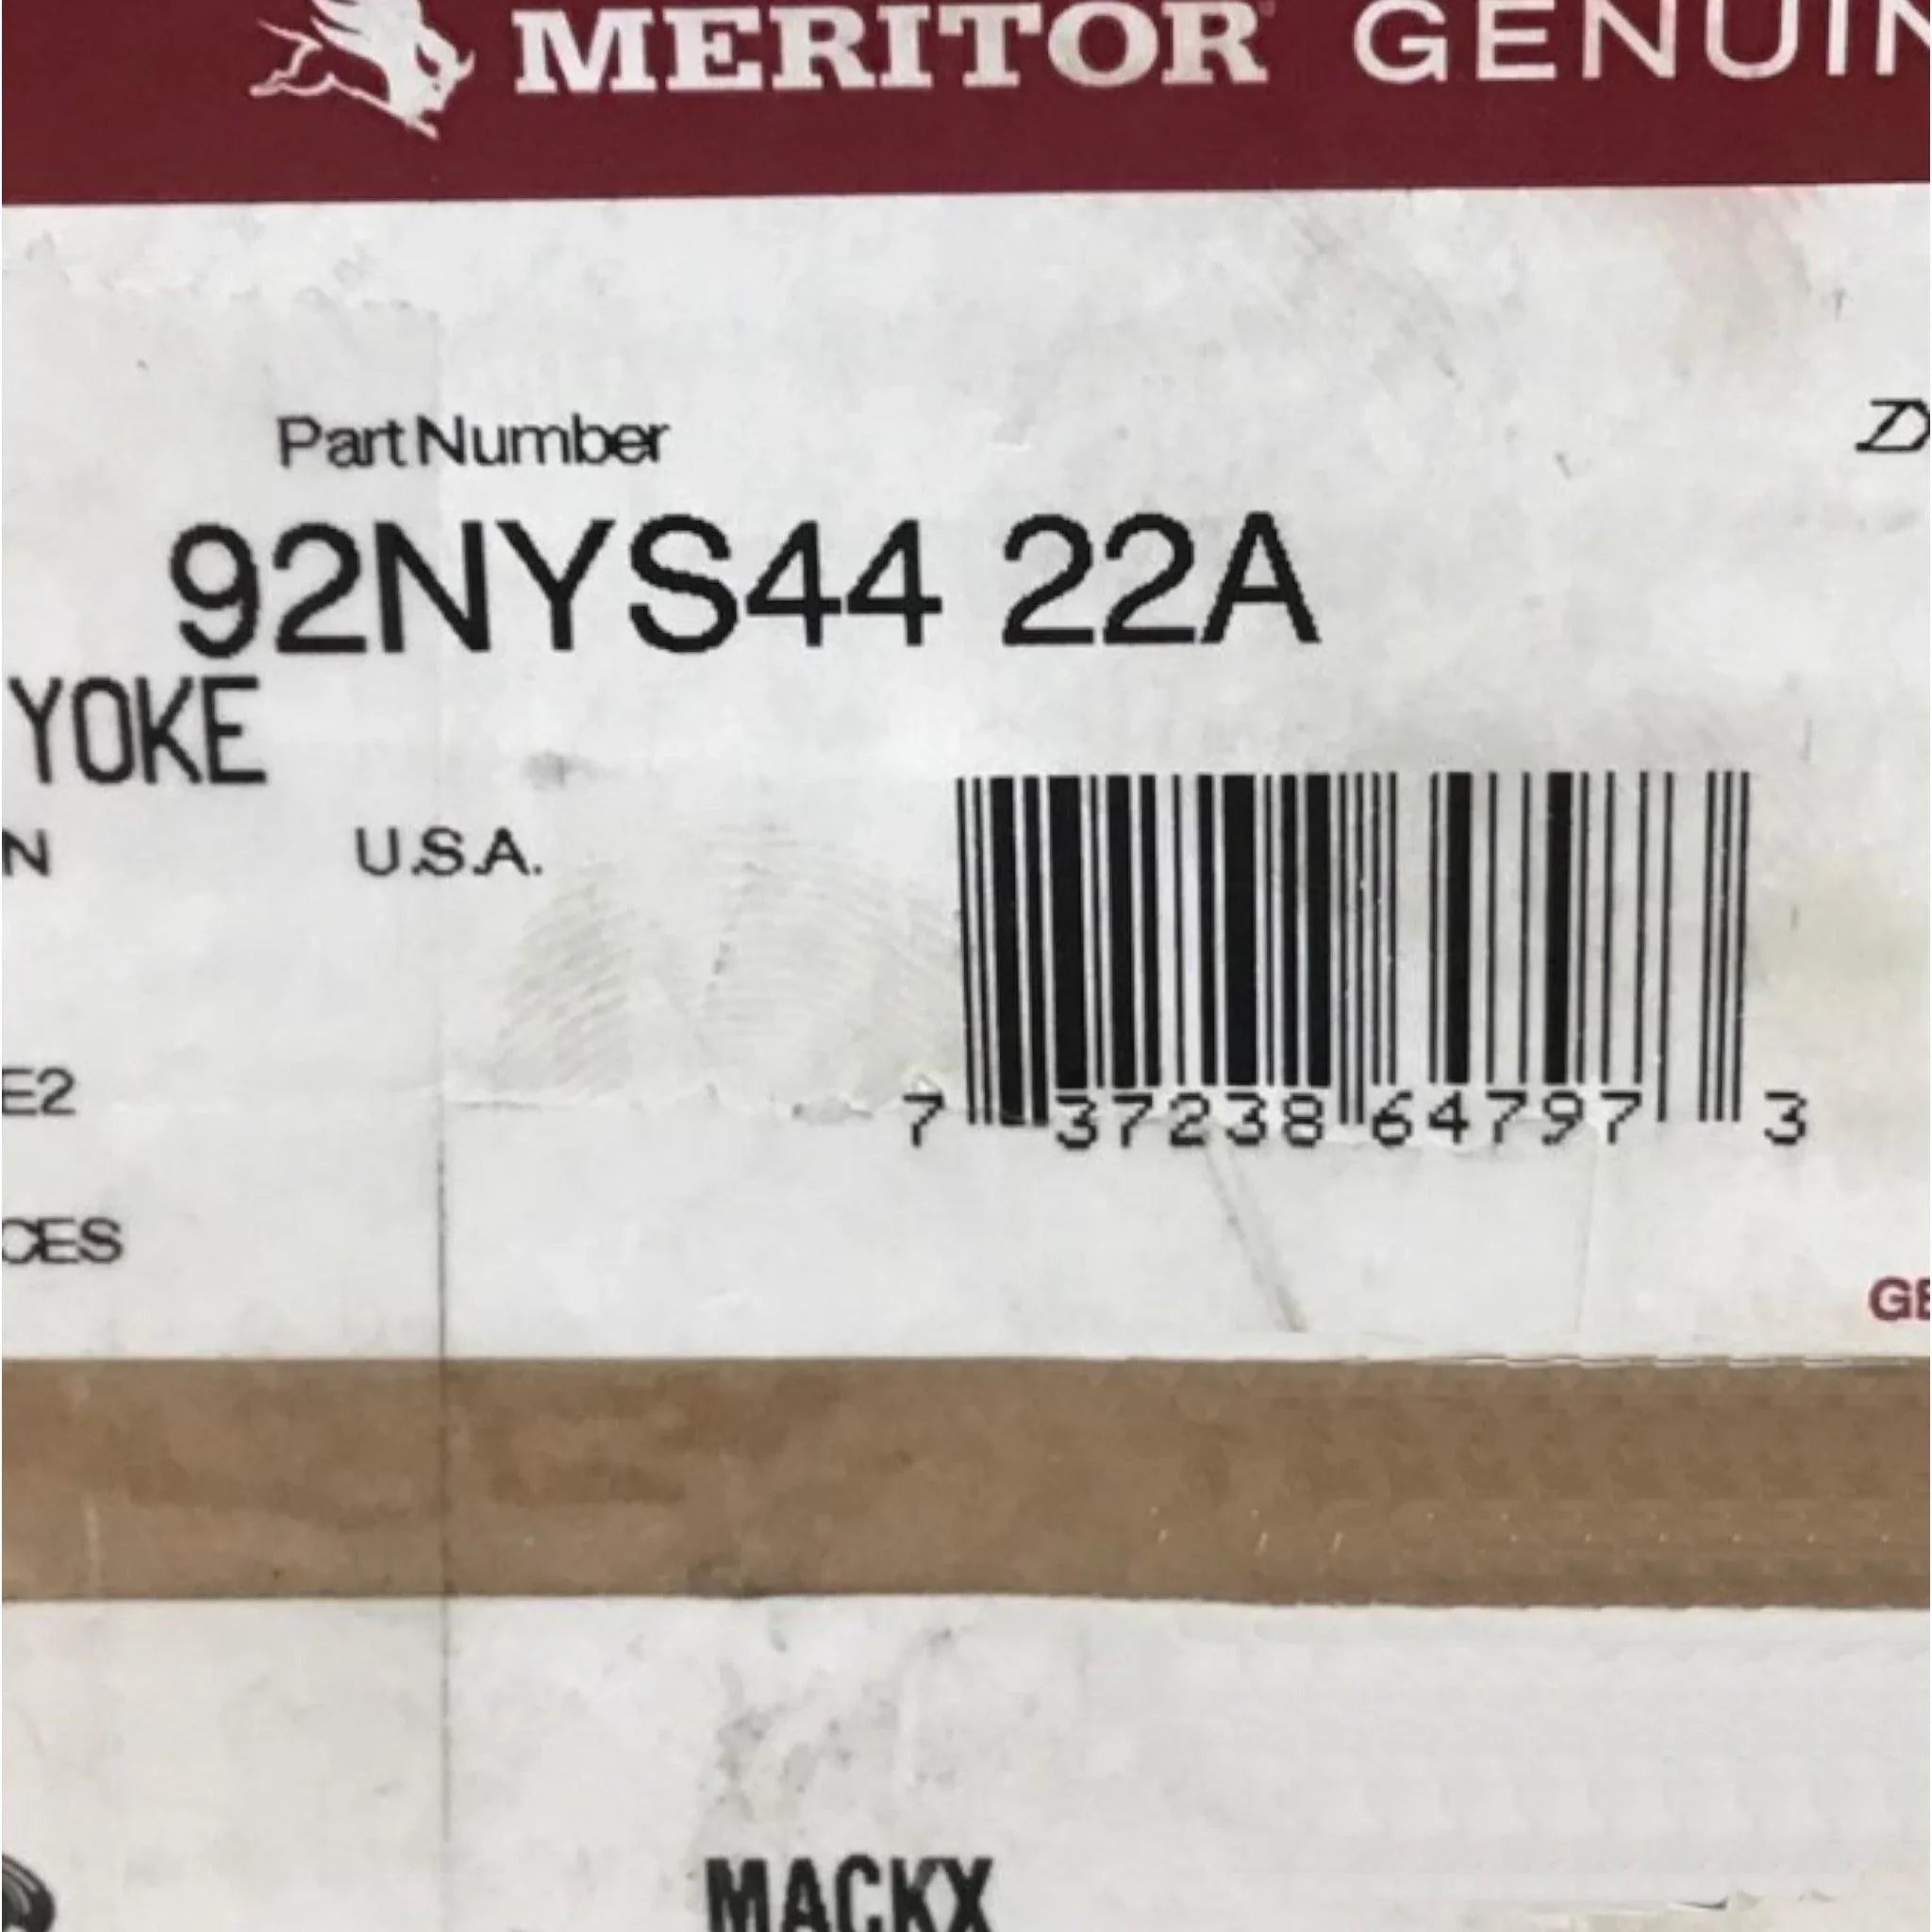 MERITOR GENUIN
Part Number
92NYS44 22A
YOKE
N U.S.A.
7 37238 64797 3
E2
CES
GE
MACKX